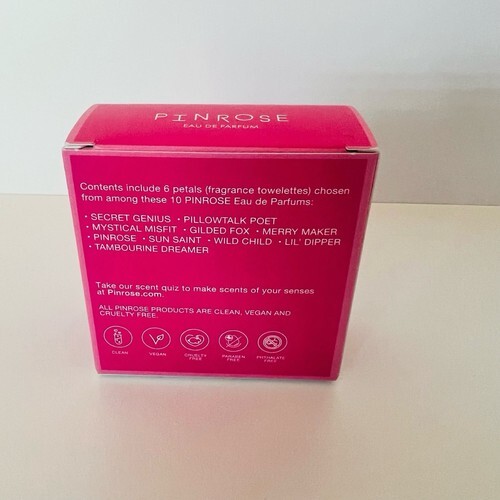 PINROSE
EAU DE PARFUM.
Contents include 6 petals (fragrance towelettes) chosen
from among these 10 PINROSE Eau de Parfums:
· SECRET GENIUS · PILLOWTALK POET
· MYSTICAL MISFIT · GILDED FOX · MERRY MAKER
· PINROSE · SUN SAINT · WILD CHILD · LIL' DIPPER
· TAMBOURINE DREAMER
Take our scent quiz to make scents of your senses
at Pinrose.com.
ALL PINROSE PRODUCTS ARE CLEAN, VEGAN AND
CRUELTY FREE.
CLEAN VEGAN CRUELTY FREE PARABEN FREE PHTHALATE FREE